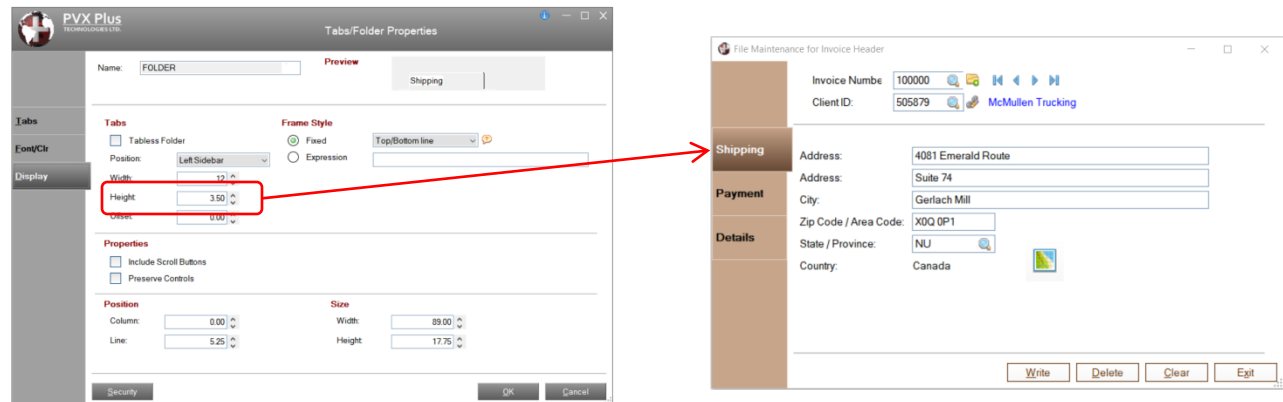 PVX Plus
TECHNOLOGIES LTD.
Tabs/Folder Properties
Name: FOLDER
Preview
Shipping
Tabs
Font/Clr
Display
Tabs
Frame Style
Tabless Folder
Fixed Top/Bottom line
Position: Left Sidebar
Expression
Width: 12
Height: 3.50
Offset: 0.00
Properties
Include Scroll Buttons
Preserve Controls
Position
Size
Column: 0.00
Width: 89.00
Line: 5.25
Height: 17.75
Security
OK
Cancel
File Maintenance for Invoice Header
Invoice Numbe 100000
Client ID: 505879 McMullen Trucking
Shipping
Payment
Details
Address: 4081 Emerald Route
Address: Suite 74
City: Gerlach Mill
Zip Code / Area Code: X0Q 0P1
State / Province: NU
Country: Canada
Write
Delete
Clear
Exit